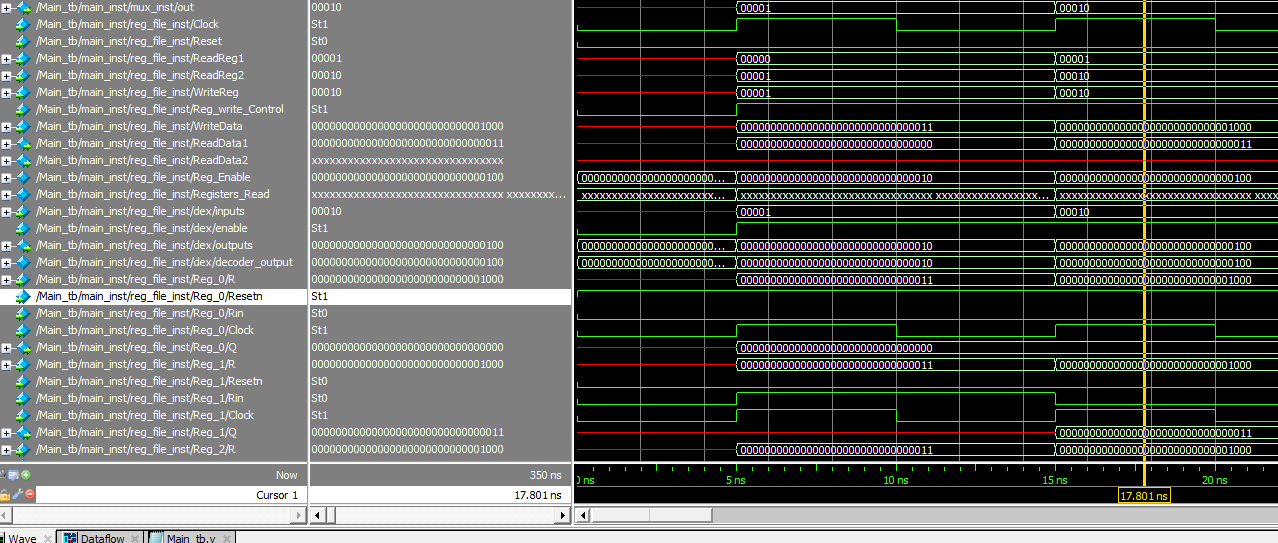 /Main_tb/main_inst/mux_inst/out 00010 00001 00010
/Main_tb/main_inst/reg_file_inst/Clock St1
/Main_tb/main_inst/reg_file_inst/Reset St0
/Main_tb/main_inst/reg_file_inst/ReadReg1 00001 00000 00001
/Main_tb/main_inst/reg_file_inst/ReadReg2 00010 00001 00010
/Main_tb/main_inst/reg_file_inst/WriteReg 00010 00001 00010
/Main_tb/main_inst/reg_file_inst/Reg_write_Control St1
/Main_tb/main_inst/reg_file_inst/WriteData 00000000000000000000000000001000 00000000000000000000000000000011 00000000000000000000000000001000
/Main_tb/main_inst/reg_file_inst/ReadData1 00000000000000000000000000000011 00000000000000000000000000000000 00000000000000000000000000000011
/Main_tb/main_inst/reg_file_inst/ReadData2 xxxxxxxxxxxxxxxxxxxxxxxxxxxxxxxx
/Main_tb/main_inst/reg_file_inst/Reg_Enable 00000000000000000000000000000100 000000000000000000000000... 00000000000000000000000000000010 00000000000000000000000000000100
/Main_tb/main_inst/reg_file_inst/Registers_Read xxxxxxxxxxxxxxxxxxxxxxxxxxxxxxxx xxxxxxxx...
/Main_tb/main_inst/reg_file_inst/dex/inputs 00010 00001 00010
/Main_tb/main_inst/reg_file_inst/dex/enable St1
/Main_tb/main_inst/reg_file_inst/dex/outputs 00000000000000000000000000000100 000000000000000000000000... 00000000000000000000000000000010 00000000000000000000000000000100
/Main_tb/main_inst/reg_file_inst/dex/decoder_output 00000000000000000000000000000100 000000000000000000000000... 00000000000000000000000000000010 00000000000000000000000000000100
/Main_tb/main_inst/reg_file_inst/Reg_0/R 00000000000000000000000000001000 00000000000000000000000000000011 00000000000000000000000000001000
/Main_tb/main_inst/reg_file_inst/Reg_0/Resetn St1
/Main_tb/main_inst/reg_file_inst/Reg_0/Rin St0
/Main_tb/main_inst/reg_file_inst/Reg_0/Clock St1
/Main_tb/main_inst/reg_file_inst/Reg_0/Q 00000000000000000000000000000000 00000000000000000000000000000000
/Main_tb/main_inst/reg_file_inst/Reg_1/R 00000000000000000000000000001000 00000000000000000000000000000011 00000000000000000000000000001000
/Main_tb/main_inst/reg_file_inst/Reg_1/Resetn St0
/Main_tb/main_inst/reg_file_inst/Reg_1/Rin St0
/Main_tb/main_inst/reg_file_inst/Reg_1/Clock St1
/Main_tb/main_inst/reg_file_inst/Reg_1/Q 00000000000000000000000000000011 00000000000000000000000000000011
/Main_tb/main_inst/reg_file_inst/Reg_2/R 00000000000000000000000000001000 00000000000000000000000000000011 00000000000000000000000000001000
Now 350 ns 0 ns 5 ns 10 ns 15 ns 20 ns
Cursor 1 17.801 ns 17.801 ns
Wave Dataflow Main_tb.v